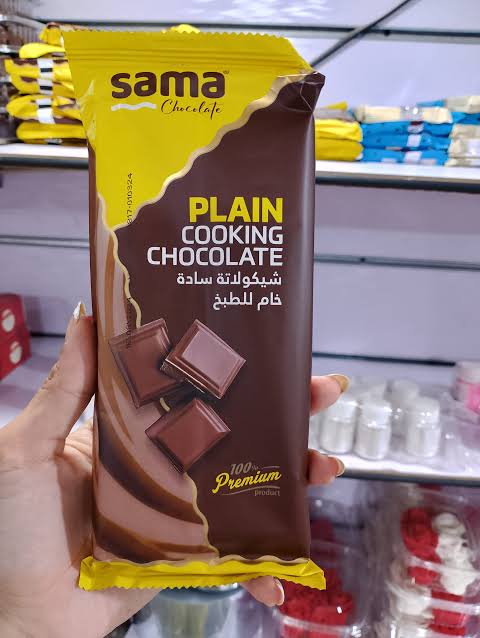 sama
Chocolate
PLAIN
COOKING
CHOCOLATE
شيكولاتة سادة
خام للطبخ
100%
Premium
product